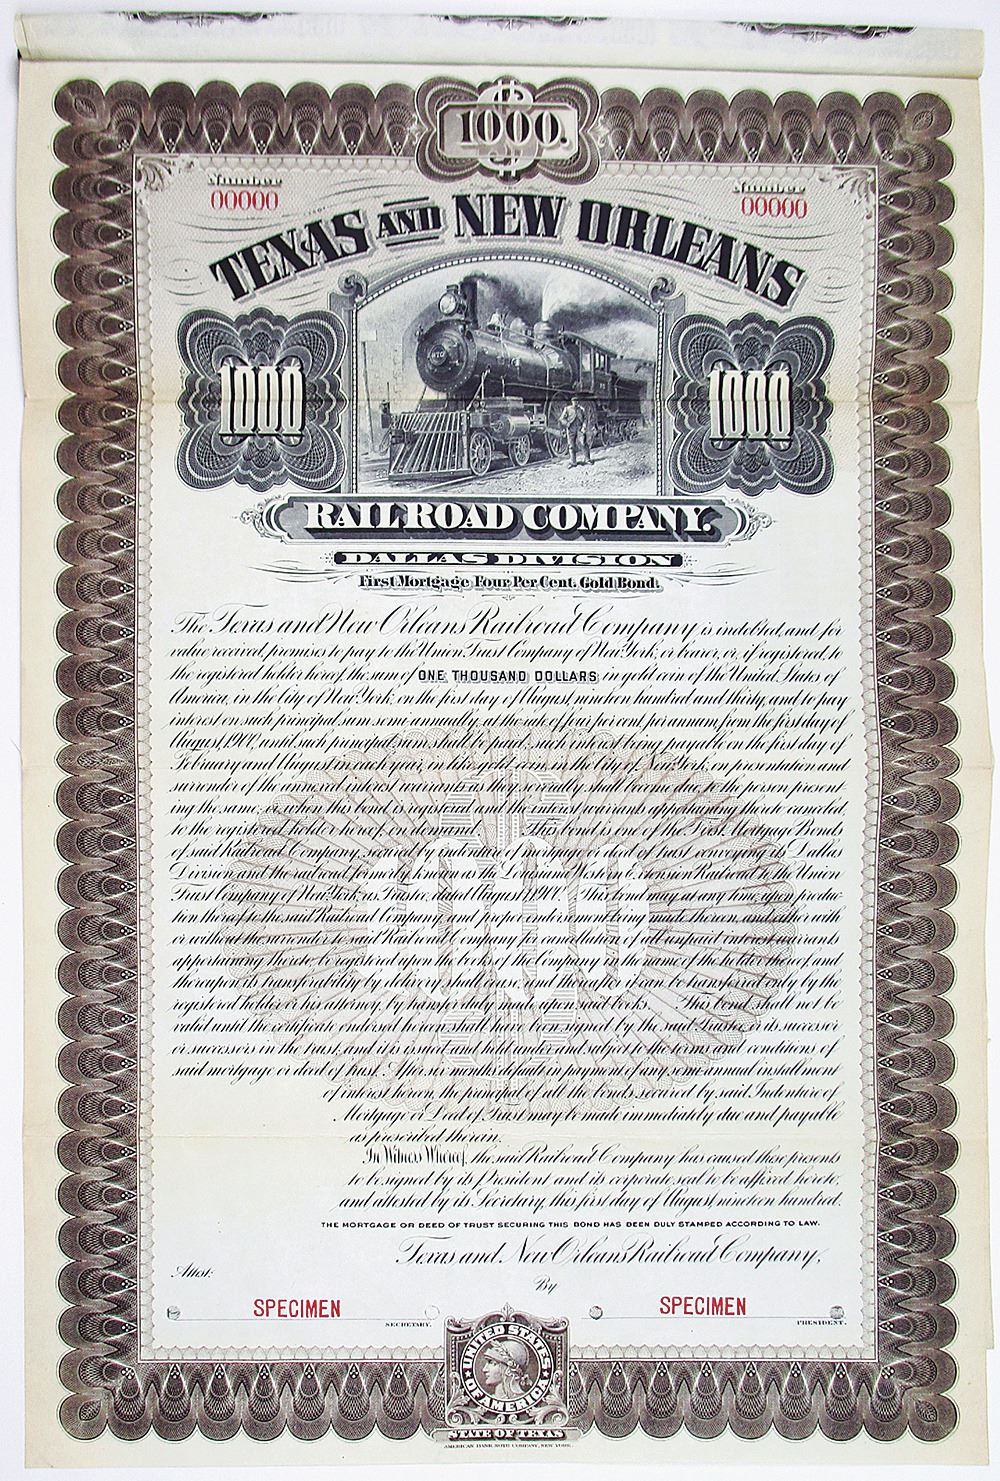 1000.
Number
00000
Number
00000
TEXAS AND NEW ORLEANS
1000
1000
RAILROAD COMPANY.
DALLAS DIVISION
First Mortgage Four Per Cent. Gold Bond.
The Texas and New Orleans Railroad Company is indebted, and for
value received, promises to pay to the Union Trust Company of New York, or bearer, or, if registered, to
the registered holder hereof, the sum of ONE THOUSAND DOLLARS in gold coin of the United States of
America, in the City of New York, on the first day of August, nineteen hundred and thirty, and to pay
interest on such principal sum semi-annually, at the rate of four per cent. per annum, from the first day of
August, 1900, until such principal sum shall be paid; such interest being payable on the first day of
February and August in each year, in like gold coin, in the City of New York, on presentation and
surrender of the annexed interest warrants as they severally shall become due, to the person present-
ing the same, or when this bond is registered and the interest warrants appertaining thereto canceled
to the registered holder hereof, on demand. This bond is one of the First Mortgage Bonds
of said Railroad Company, secured by indenture of mortgage or deed of trust conveying its Dallas
Division and the railroad formerly known as the Louisiana Western Extension Railroad to the Union
Trust Company of New York, as Trustee, dated August 1, 1900. This bond may at any time, upon produc-
tion thereof to the said Railroad Company, and proper endorsement being made thereon, and either with
or without the surrender to said Railroad Company for cancellation of all unpaid interest warrants
appertaining thereto, be registered upon the books of the Company in the name of the holder thereof, and
thereupon its transferability by delivery shall cease, and thereafter it can be transferred only by the
registered holder or his attorney, by transfer duly made upon said books. This bond shall not be
valid until the certificate endorsed hereon shall have been signed by the said Trustee, or its successor
or successors in the trust, and it is issued and held under and subject to the terms and conditions of
said mortgage or deed of trust. After six months default in payment of any semi-annual installment
of interest hereon, the principal of all the bonds secured by said Indenture of
Mortgage or Deed of Trust may be made immediately due and payable
as prescribed therein.
In Witness Whereof, the said Railroad Company has caused these presents
to be signed by its President and its corporate seal to be affixed hereto,
and attested by its Secretary, this first day of August, nineteen hundred.
THE MORTGAGE OR DEED OF TRUST SECURING THIS BOND HAS BEEN DULY STAMPED ACCORDING TO LAW.
Texas and New Orleans Railroad Company,
Attest:
By
SPECIMEN
SPECIMEN
SECRETARY.
PRESIDENT.
UNITED STATES
OF AMERICA
STATE OF TEXAS
AMERICAN BANK NOTE COMPANY, NEW YORK.